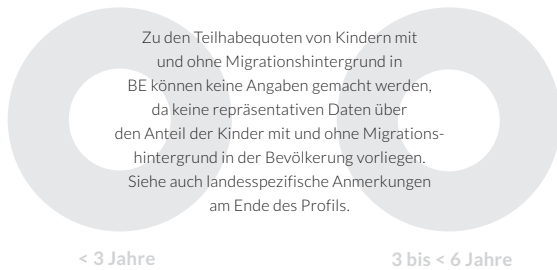 Zu den Teilhabequoten von Kindern mit
und ohne Migrationshintergrund in
BE können keine Angaben gemacht werden,
da keine repräsentativen Daten über
den Anteil der Kinder mit und ohne Migrations-
hintergrund in der Bevölkerung vorliegen.
Siehe auch landesspezifische Anmerkungen
am Ende des Profils.
< 3 Jahre
3 bis < 6 Jahre